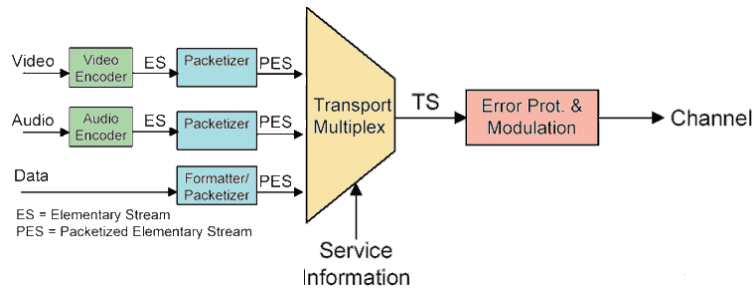 Video
Video
Encoder
ES
Packetizer
PES
Audio
Audio
Encoder
ES
Packetizer
PES
Data
Formatter/
Packetizer
PES
ES = Elementary Stream
PES = Packetized Elementary Stream
Transport
Multiplex
TS
Error Prot. &
Modulation
Channel
Service
Information